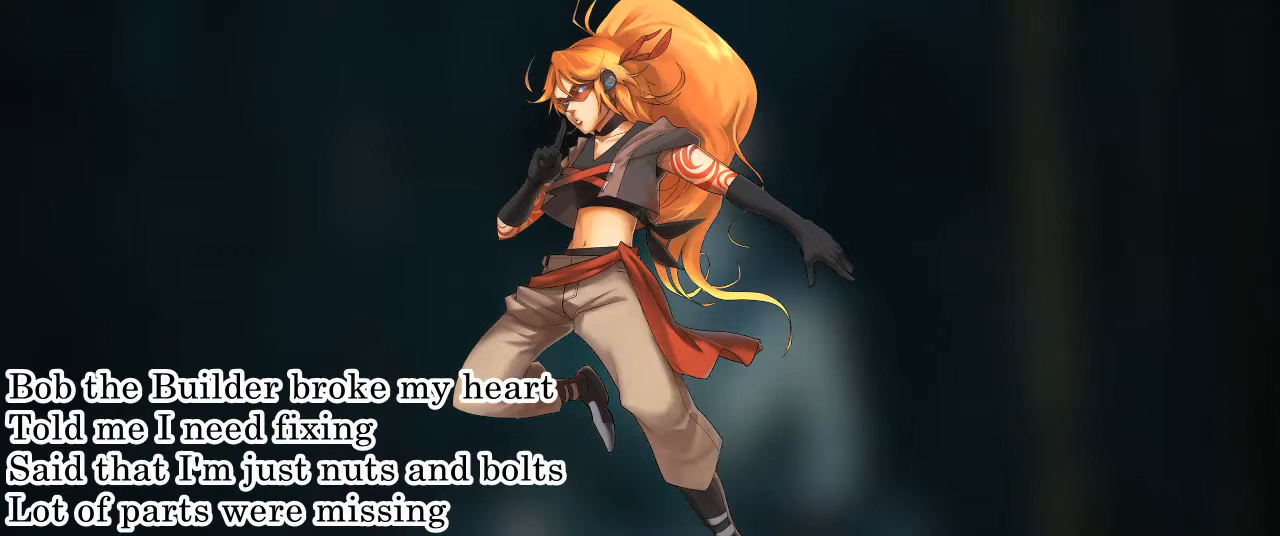 Bob the Builder broke my heart
Told me I need fixing
Said that I'm just nuts and bolts
Lot of parts were missing